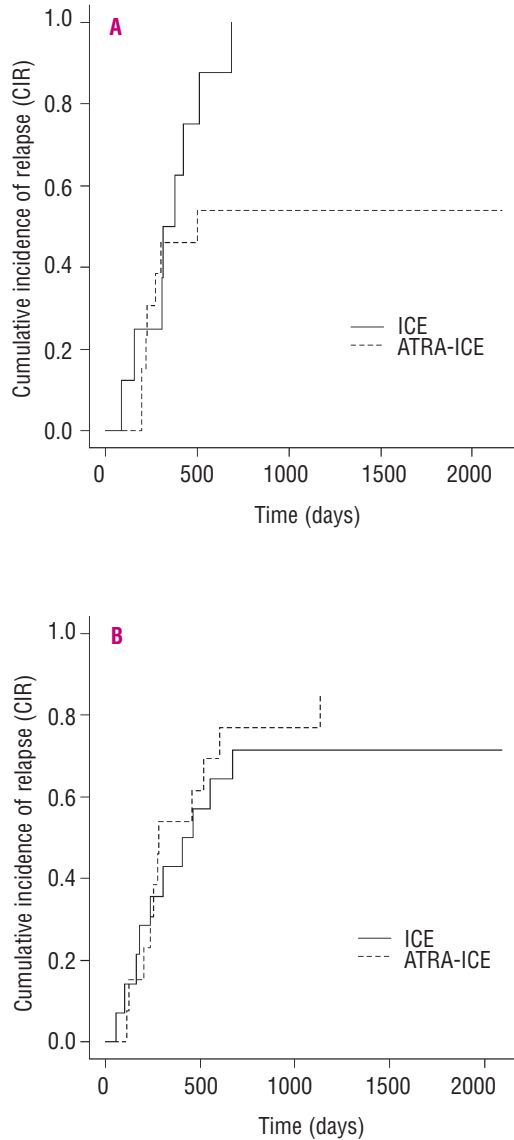 A
1.0
0.8
0.6
0.4
0.2
0.0
Cumulative incidence of relapse (CIR)
ICE
ATRA-ICE
0 500 1000 1500 2000
Time (days)
B
1.0
0.8
0.6
0.4
0.2
0.0
Cumulative incidence of relapse (CIR)
ICE
ATRA-ICE
0 500 1000 1500 2000
Time (days)